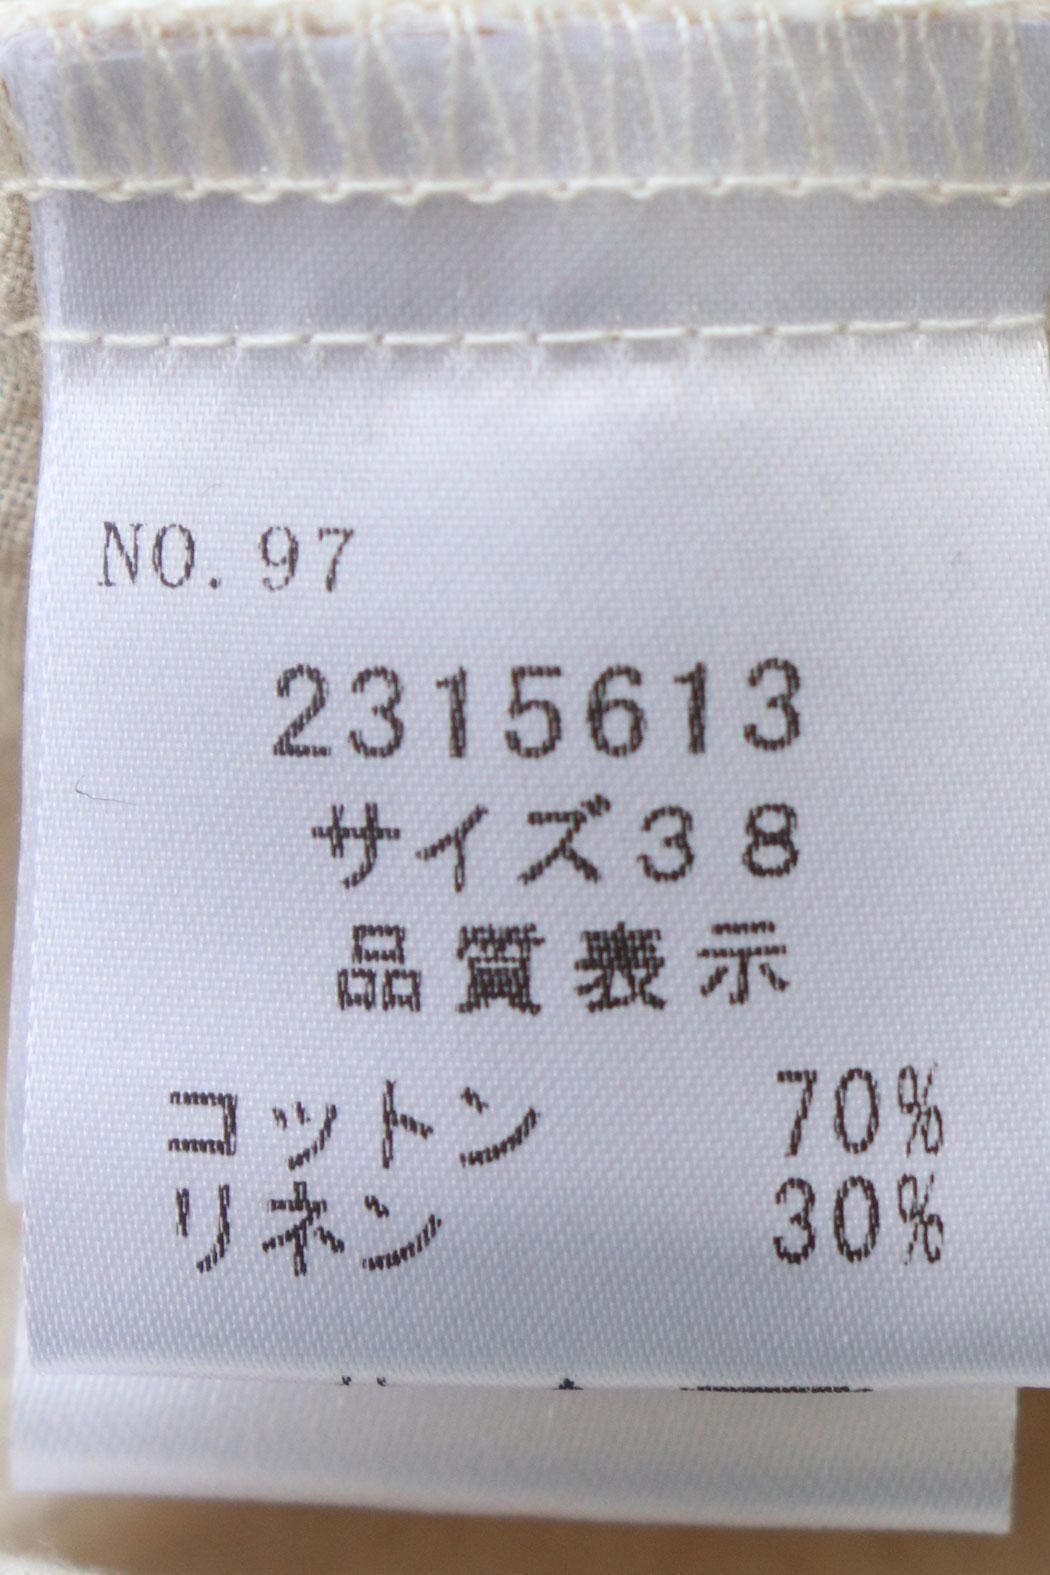 NO. 97
2315613
サイズ38
品質表示
コットン 70%
リネン 30%